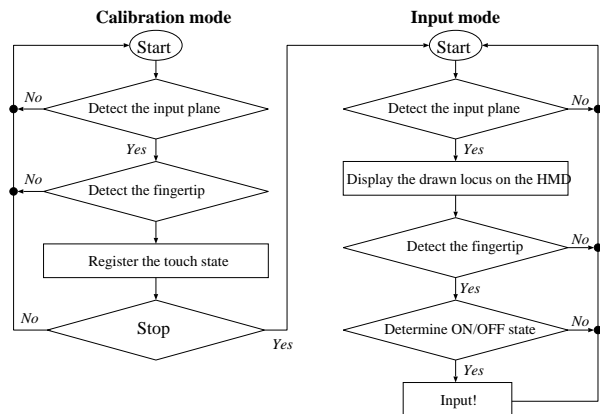 Calibration mode
Start
No
Detect the input plane
Yes
No
Detect the fingertip
Register the touch state
No
Stop
Yes
Input mode
Start
Detect the input plane
No
Yes
Display the drawn locus on the HMD
Detect the fingertip
No
Yes
Determine ON/OFF state
No
Yes
Input!